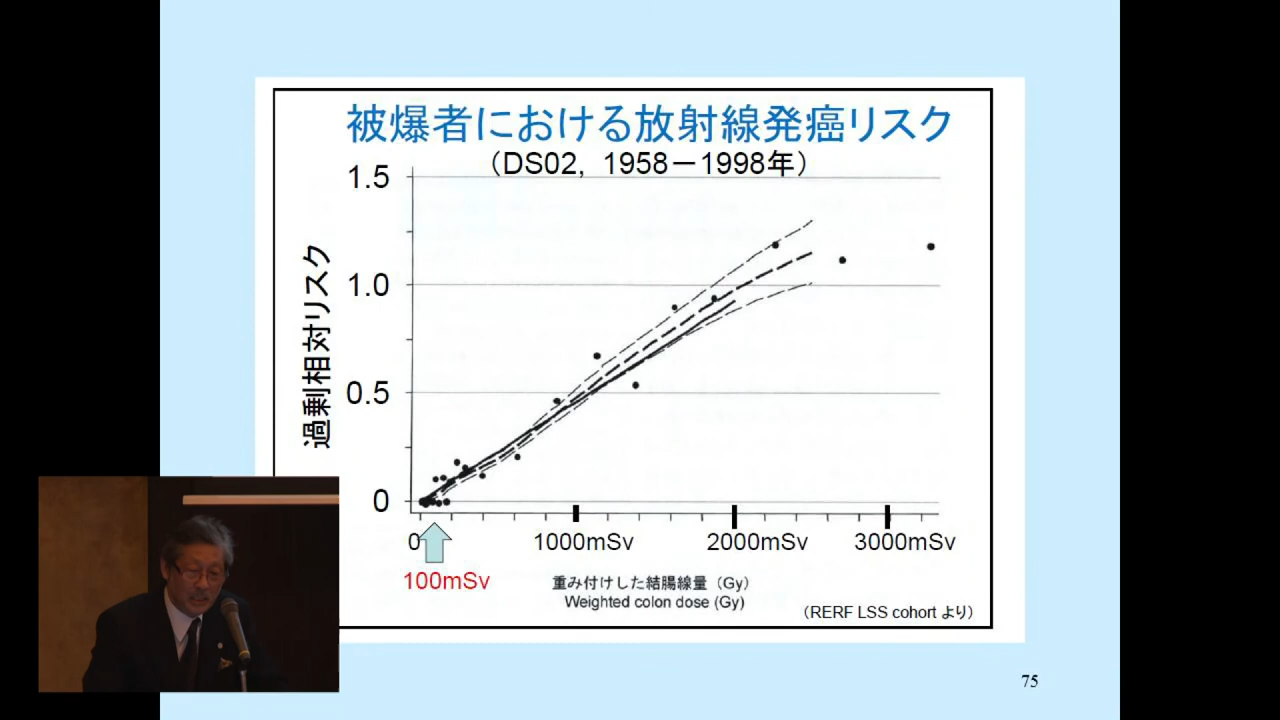 被爆者における放射線発癌リスク
（DS02, 1958－1998年）
1.5
1.0
0.5
0
過剰相対リスク
0
1000mSv
2000mSv
3000mSv
100mSv
重み付けした結腸線量（Gy）
Weighted colon dose (Gy)
（RERF LSS cohort より）
75